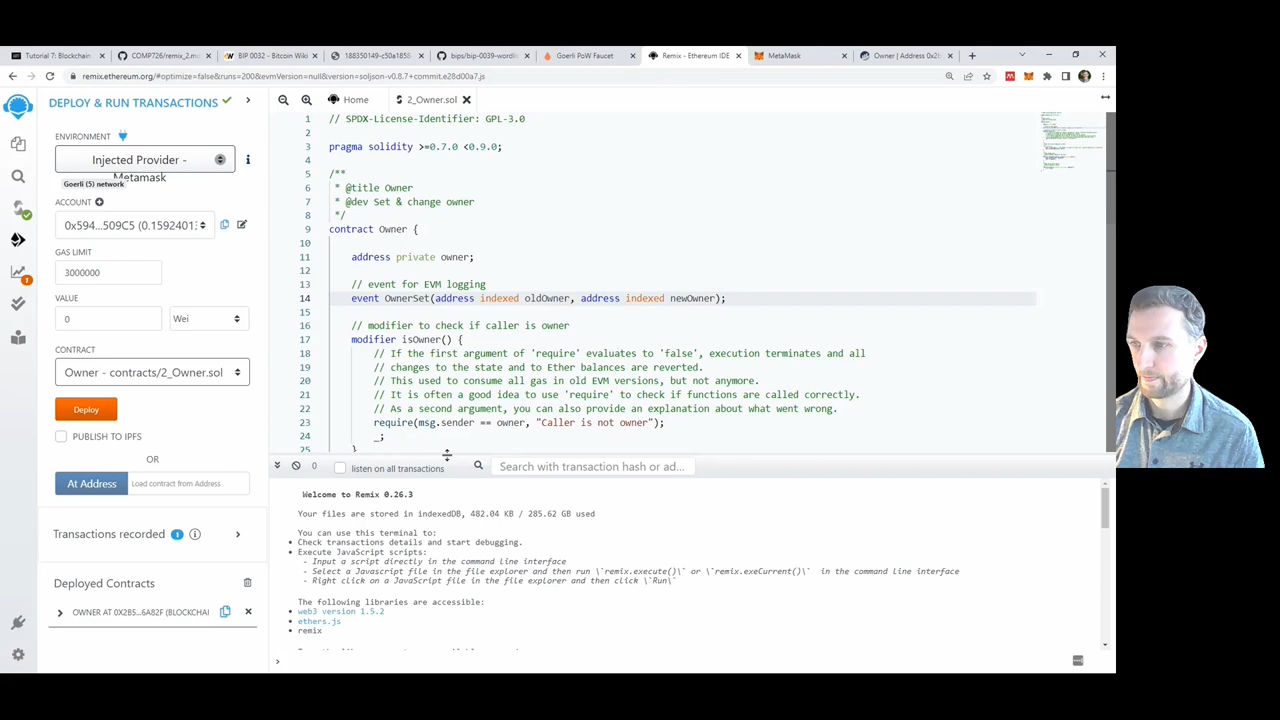 Tutorial 7: Blockchain
COMP726/remix_2.md
BIP 0032 - Bitcoin Wiki
188350149-c50a1858
bips/bip-0039-wordlis
Goerli PoW Faucet
Remix - Ethereum IDE
MetaMask
Owner | Address 0x2b
remix.ethereum.org/#optimize=false&runs=200&evmVersion=null&version=soljson-v0.8.7+commit.e28d00a7.js
DEPLOY & RUN TRANSACTIONS
Home
2_Owner.sol
ENVIRONMENT
Injected Provider -
Metamask
Goerli (5) network
ACCOUNT
0x594...509C5 (0.1592401
GAS LIMIT
3000000
VALUE
0
Wei
CONTRACT
Owner - contracts/2_Owner.sol
Deploy
PUBLISH TO IPFS
OR
At Address
Load contract from Address
Transactions recorded 1
Deployed Contracts
OWNER AT 0X2B5...6A82F (BLOCKCHAI
1
1 // SPDX-License-Identifier: GPL-3.0
2
3 pragma solidity >=0.7.0 <0.9.0;
4
5 /**
6 * @title Owner
7 * @dev Set & change owner
8 */
9 contract Owner {
10
11 address private owner;
12
13 // event for EVM logging
14 event OwnerSet(address indexed oldOwner, address indexed newOwner);
15
16 // modifier to check if caller is owner
17 modifier isOwner() {
18 // If the first argument of 'require' evaluates to 'false', execution terminates and all
19 // changes to the state and to Ether balances are reverted.
20 // This used to consume all gas in old EVM versions, but not anymore.
21 // It is often a good idea to use 'require' to check if functions are called correctly.
22 // As a second argument, you can also provide an explanation about what went wrong.
23 require(msg.sender == owner, "Caller is not owner");
24 _;
25 }
0
listen on all transactions
Search with transaction hash or ad...
Welcome to Remix 0.26.3
Your files are stored in indexedDB, 482.04 KB / 285.62 GB used
You can use this terminal to:
• Check transactions details and start debugging.
• Execute JavaScript scripts:
- Input a script directly in the command line interface
- Select a Javascript file in the file explorer and then run \`remix.execute()\` or \`remix.exeCurrent()\` in the command line interface
- Right click on a JavaScript file in the file explorer and then click \`Run\`
The following libraries are accessible:
• web3 version 1.5.2
• ethers.js
• remix
>